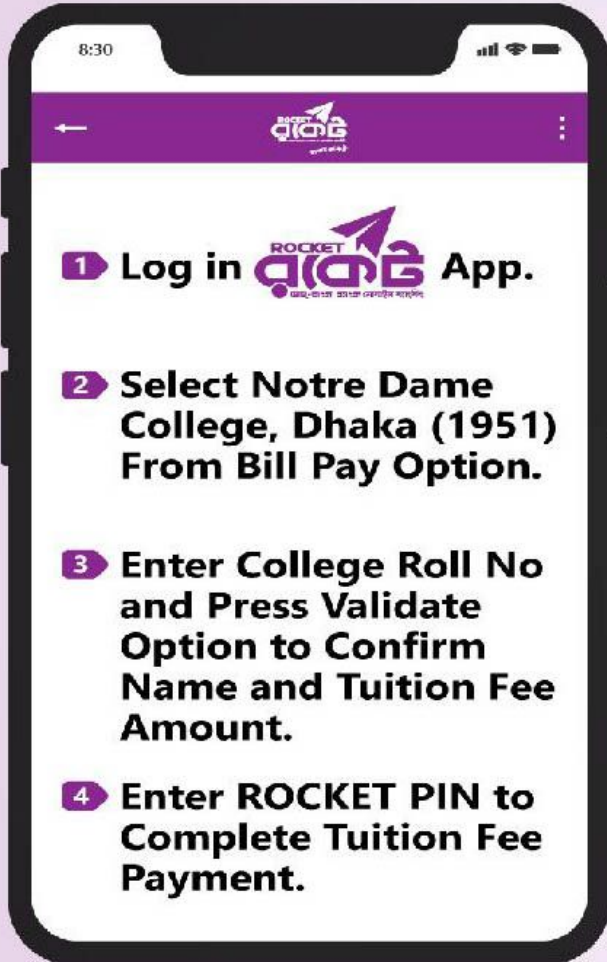 8:30
ROCKET
রকেট
1 Log in ROCKET রকেট App.
2 Select Notre Dame
College, Dhaka (1951)
From Bill Pay Option.
3 Enter College Roll No
and Press Validate
Option to Confirm
Name and Tuition Fee
Amount.
4 Enter ROCKET PIN to
Complete Tuition Fee
Payment.